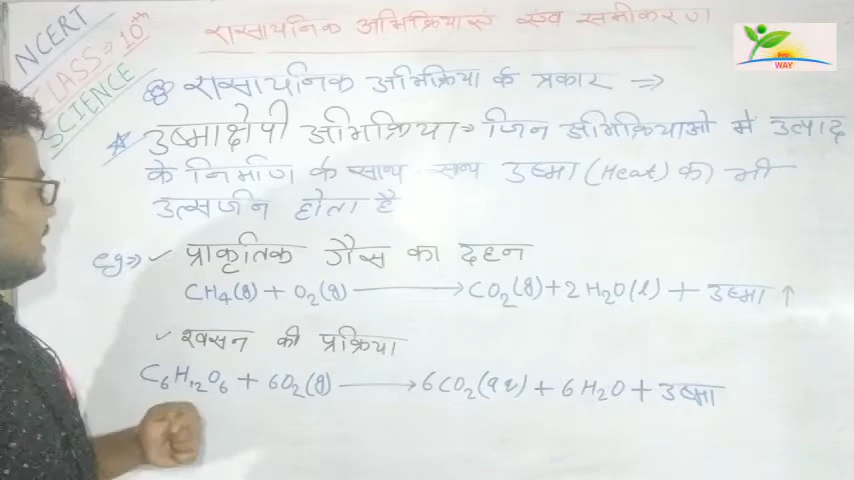 NCERT
CLASS⇒10th
SCIENCE
रासायनिक अभिक्रियाएं एवं समीकरण
WAY
रासायनिक अभिक्रिया के प्रकार ⇒
उष्माक्षेपी अभिक्रिया ⇒ जिन अभिक्रियाओ में उत्पाद
के निर्माण के साथ साथ उष्मा (Heat) का भी
उत्सर्जन होता है
eg⇒ ✓ प्राकृतिक गैस का दहन
CH₄(g) + O₂(g) ⟶ CO₂(g) + 2H₂O(l) + उष्मा ↑
✓ श्वसन की प्रक्रिया
C₆H₁₂O₆ + 6O₂(g) ⟶ 6CO₂(aq) + 6H₂O + उष्मा